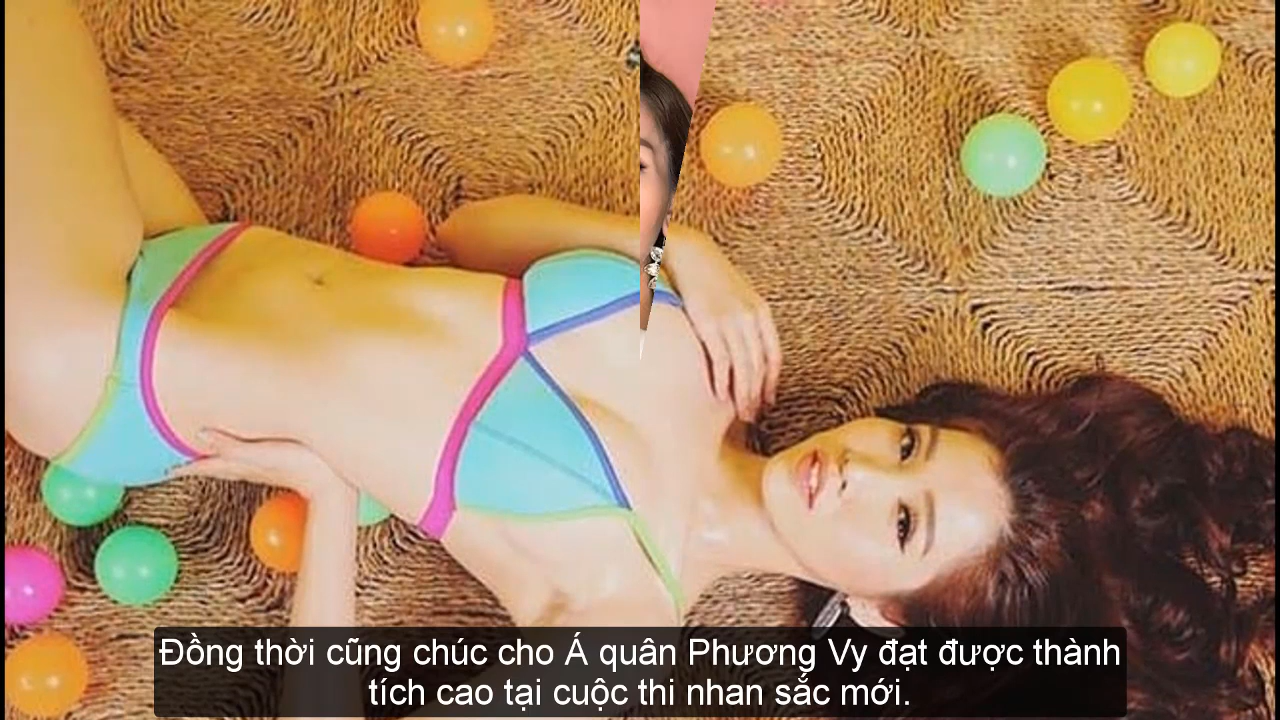 Đồng thời cũng chúc cho Á quân Phương Vy đạt được thành
tích cao tại cuộc thi nhan sắc mới.